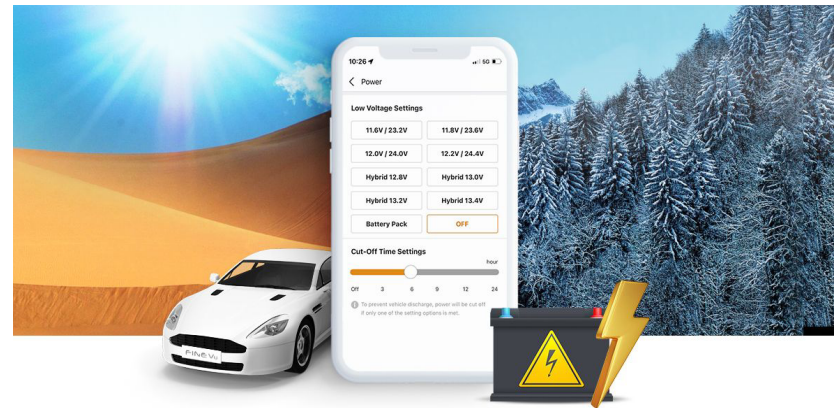 10:26
5G
Power
Low Voltage Settings
11.6V / 23.2V
11.8V / 23.6V
12.0V / 24.0V
12.2V / 24.4V
Hybrid 12.8V
Hybrid 13.0V
Hybrid 13.2V
Hybrid 13.4V
Battery Pack
OFF
Cut-Off Time Settings
hour
Off 3 6 9 12 24
To prevent vehicle discharge, power will be cut off
if only one of the setting options is met.
FINEVu